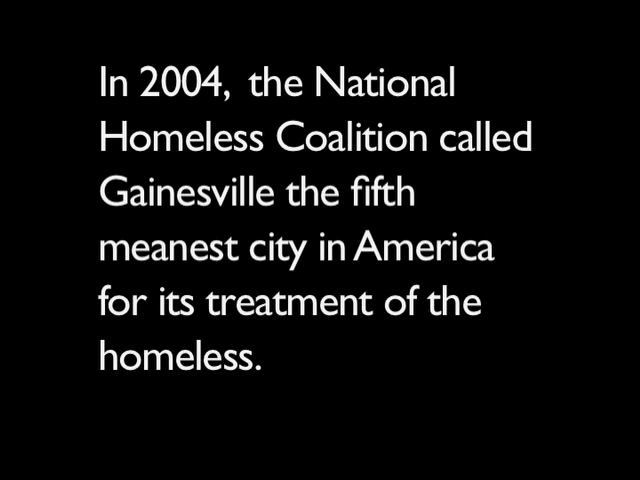 In 2004, the National
Homeless Coalition called
Gainesville the fifth
meanest city in America
for its treatment of the
homeless.